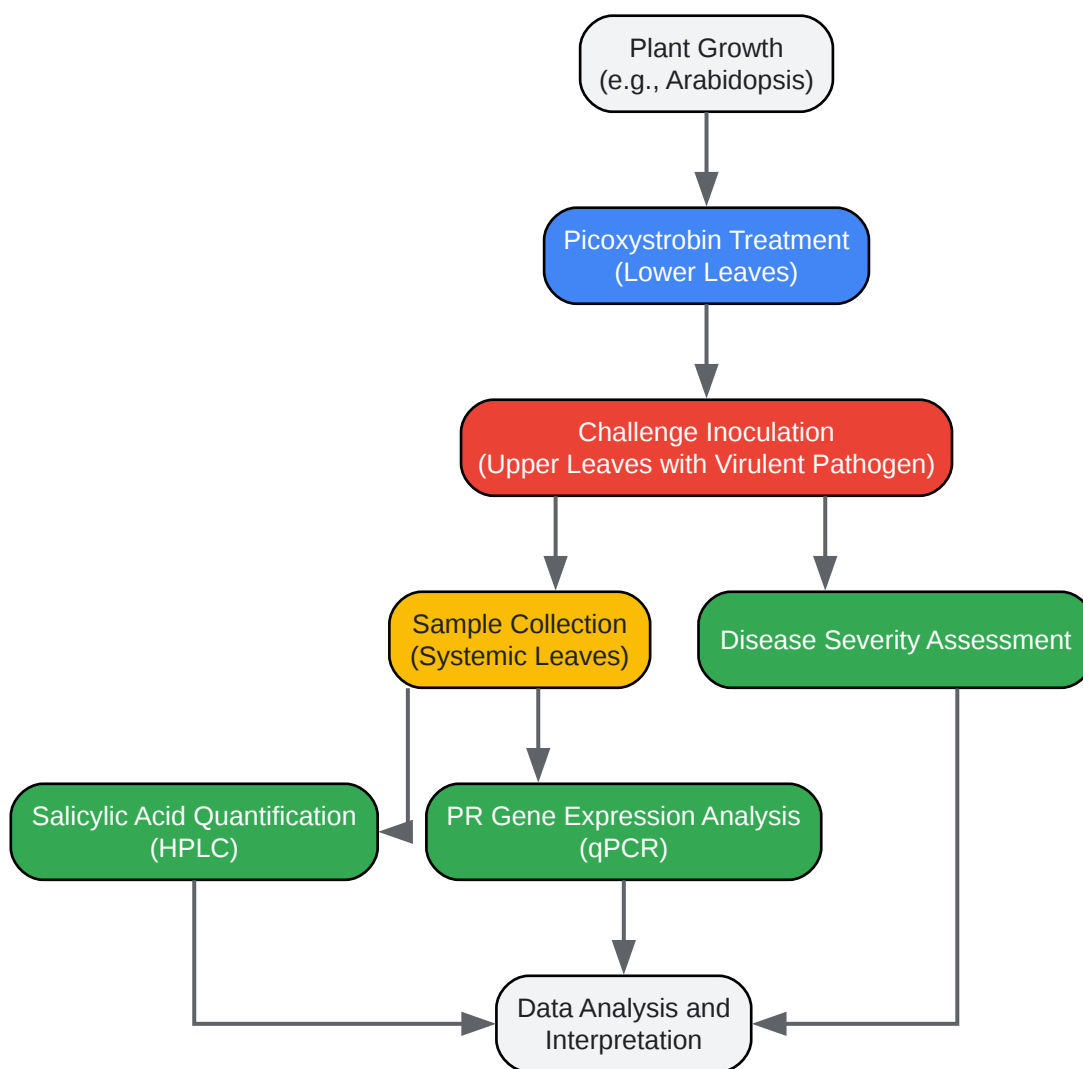 Plant Growth
(e.g., Arabidopsis)
Picoxystrobin Treatment
(Lower Leaves)
Challenge Inoculation
(Upper Leaves with Virulent Pathogen)
Sample Collection
(Systemic Leaves)
Disease Severity Assessment
Salicylic Acid Quantification
(HPLC)
PR Gene Expression Analysis
(qPCR)
Data Analysis and
Interpretation